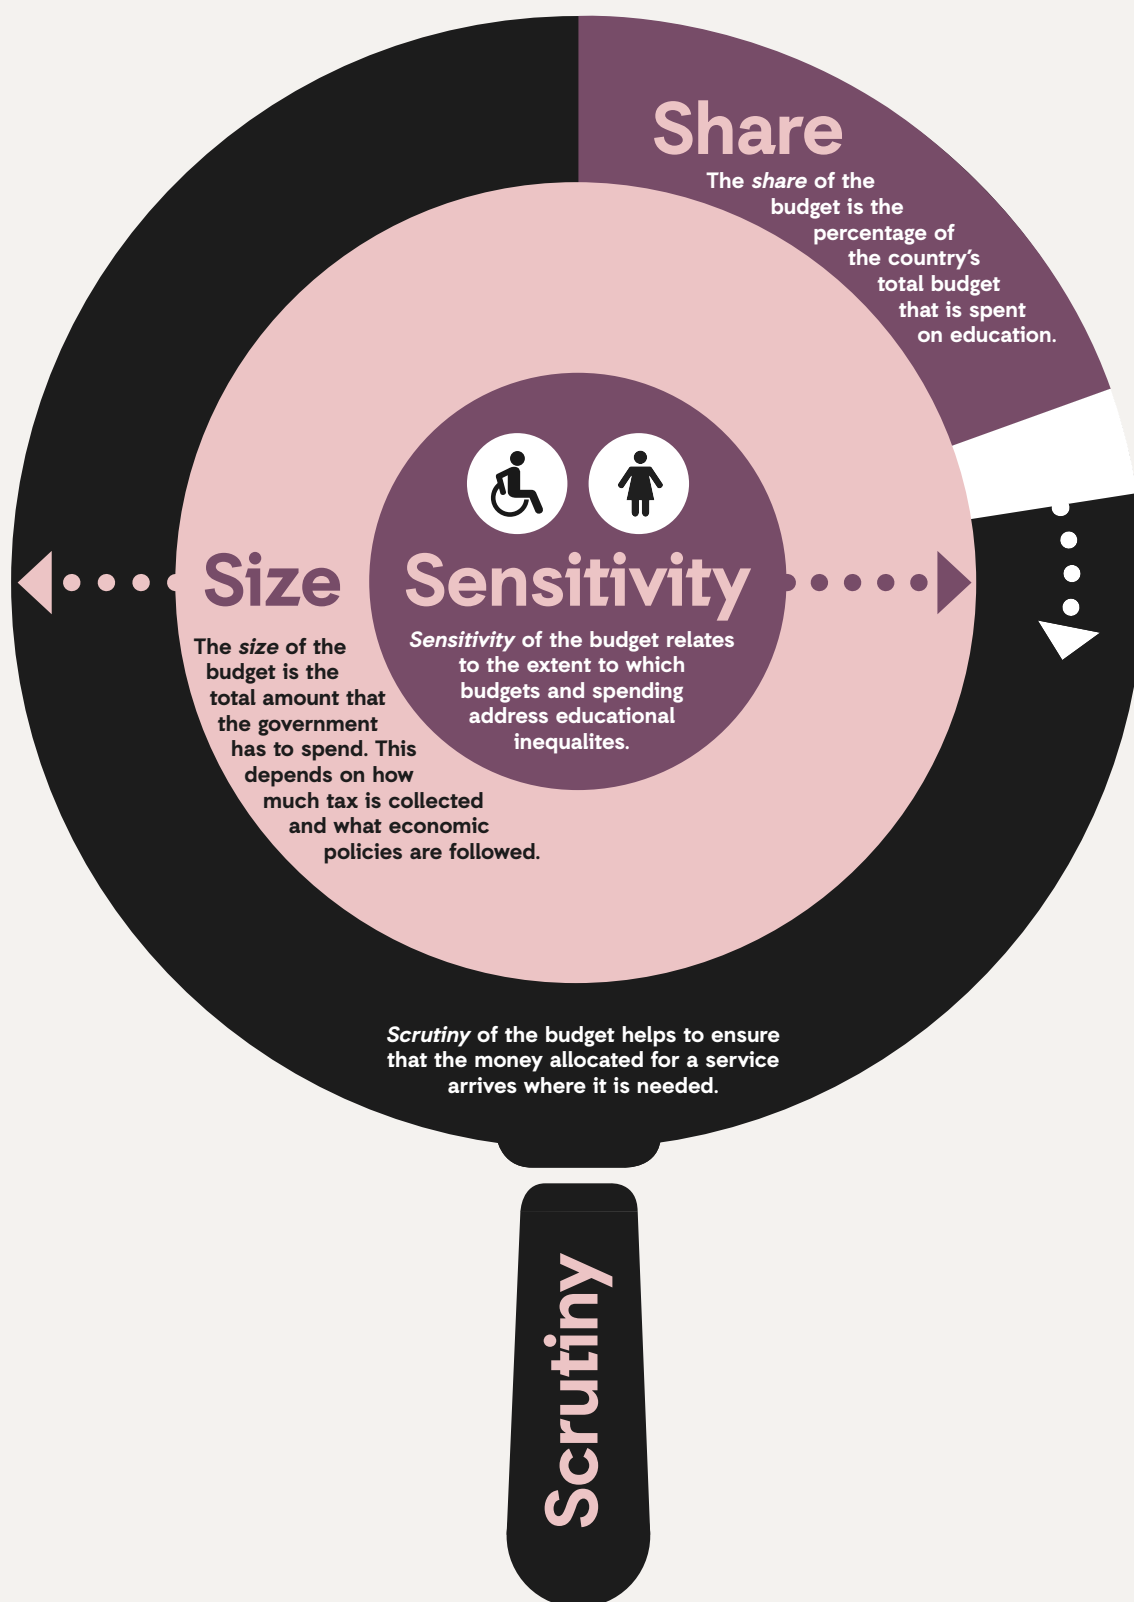 Share
The share of the
budget is the
percentage of
the country’s
total budget
that is spent
on education.
Size
The size of the
budget is the
total amount that
the government
has to spend. This
depends on how
much tax is collected
and what economic
policies are followed.
Sensitivity
Sensitivity of the budget relates
to the extent to which
budgets and spending
address educational
inequalites.
Scrutiny of the budget helps to ensure
that the money allocated for a service
arrives where it is needed.
Scrutiny